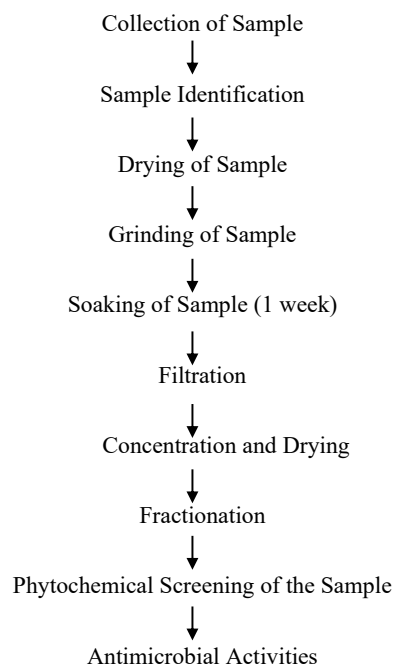 Collection of Sample
Sample Identification
Drying of Sample
Grinding of Sample
Soaking of Sample (1 week)
Filtration
Concentration and Drying
Fractionation
Phytochemical Screening of the Sample
Antimicrobial Activities